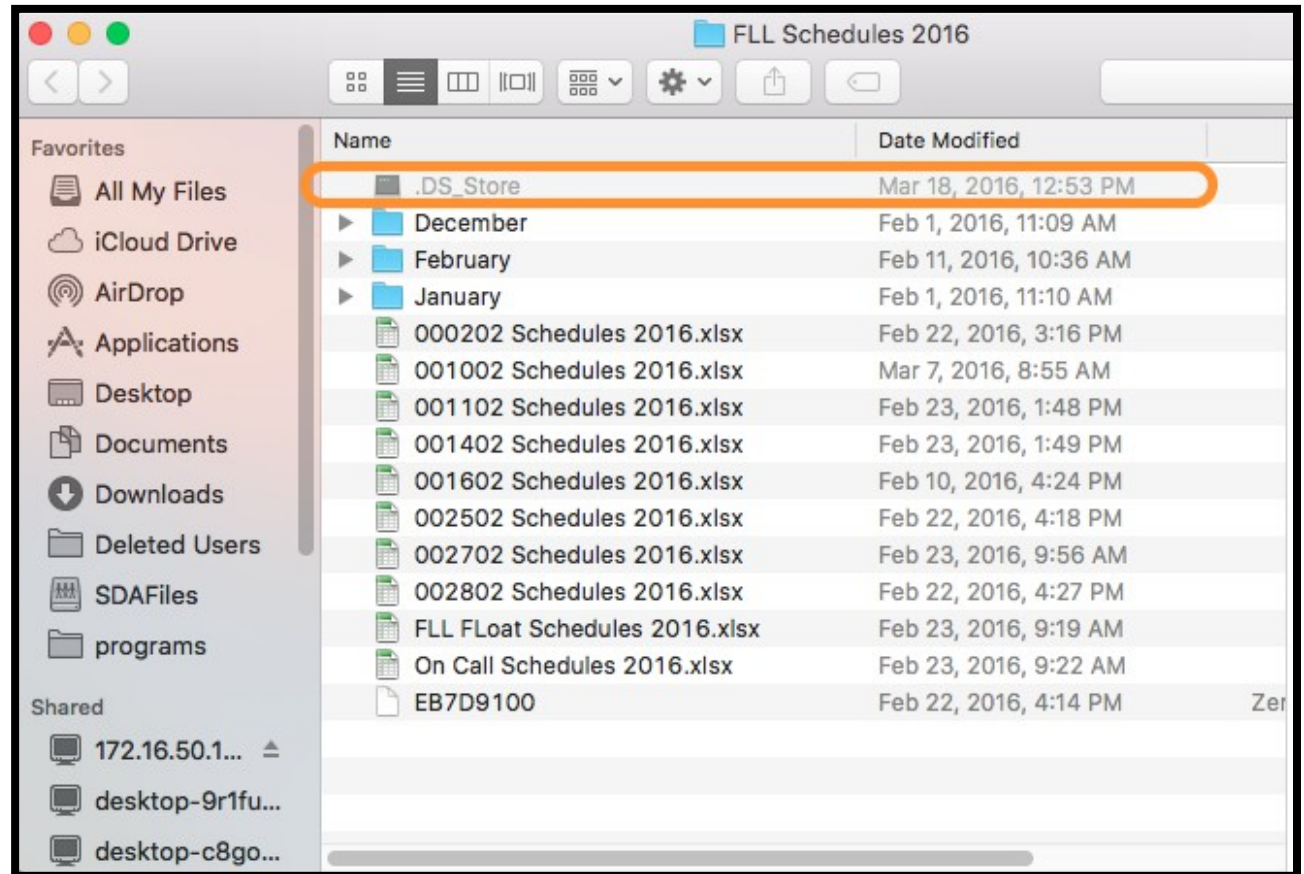 FLL Schedules 2016
Favorites
All My Files
iCloud Drive
AirDrop
Applications
Desktop
Documents
Downloads
Deleted Users
SDAFiles
programs
Shared
172.16.50.1...
desktop-9r1fu...
desktop-c8go...
Name Date Modified
.DS_Store Mar 18, 2016, 12:53 PM
December Feb 1, 2016, 11:09 AM
February Feb 11, 2016, 10:36 AM
January Feb 1, 2016, 11:10 AM
000202 Schedules 2016.xlsx Feb 22, 2016, 3:16 PM
001002 Schedules 2016.xlsx Mar 7, 2016, 8:55 AM
001102 Schedules 2016.xlsx Feb 23, 2016, 1:48 PM
001402 Schedules 2016.xlsx Feb 23, 2016, 1:49 PM
001602 Schedules 2016.xlsx Feb 10, 2016, 4:24 PM
002502 Schedules 2016.xlsx Feb 22, 2016, 4:18 PM
002702 Schedules 2016.xlsx Feb 23, 2016, 9:56 AM
002802 Schedules 2016.xlsx Feb 22, 2016, 4:27 PM
FLL FLoat Schedules 2016.xlsx Feb 23, 2016, 9:19 AM
On Call Schedules 2016.xlsx Feb 23, 2016, 9:22 AM
EB7D9100 Feb 22, 2016, 4:14 PM Zer